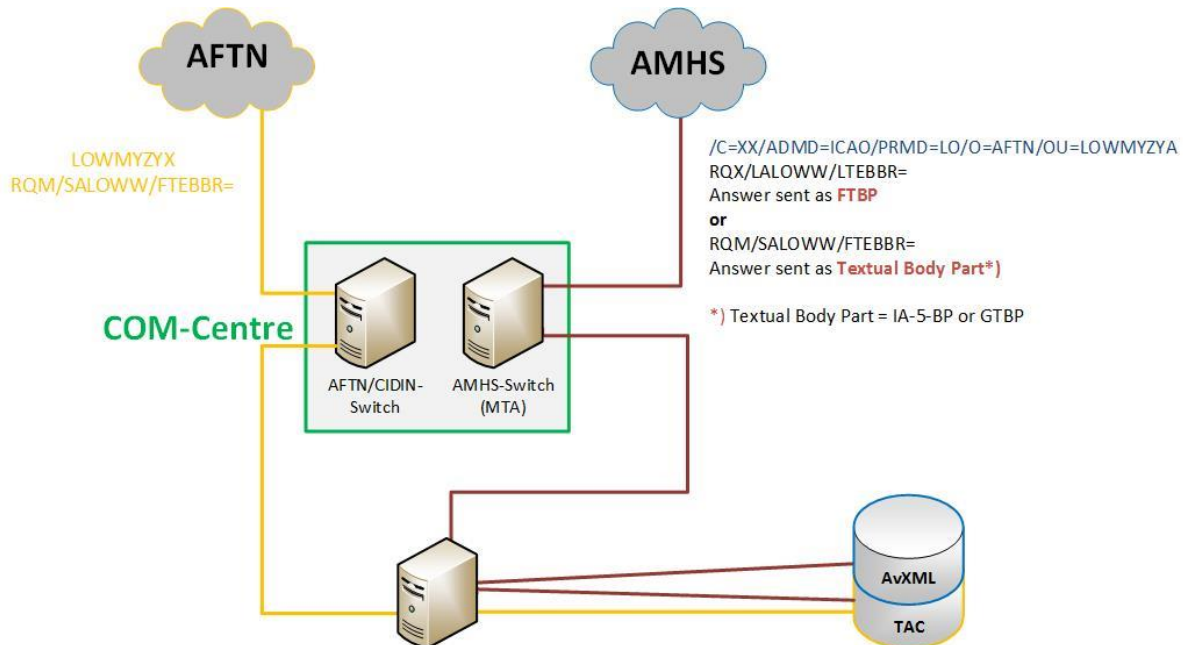 AFTN
AMHS
LOWMYZYX
RQM/SALOWW/FTEBBR=
/C=XX/ADMD=ICAO/PRMD=LO/O=AFTN/OU=LOWMYZYA
RQX/LALOWW/LTEBBR=
Answer sent as FTBP
or
RQM/SALOWW/FTEBBR=
Answer sent as Textual Body Part*)
*) Textual Body Part = IA-5-BP or GTBP
COM-Centre
AFTN/CIDIN-
Switch
AMHS-Switch
(MTA)
AvXML
TAC